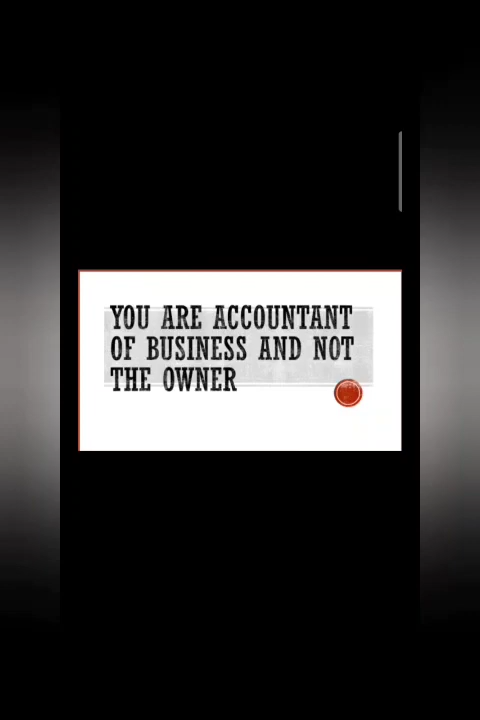 YOU ARE ACCOUNTANT
OF BUSINESS AND NOT
THE OWNER